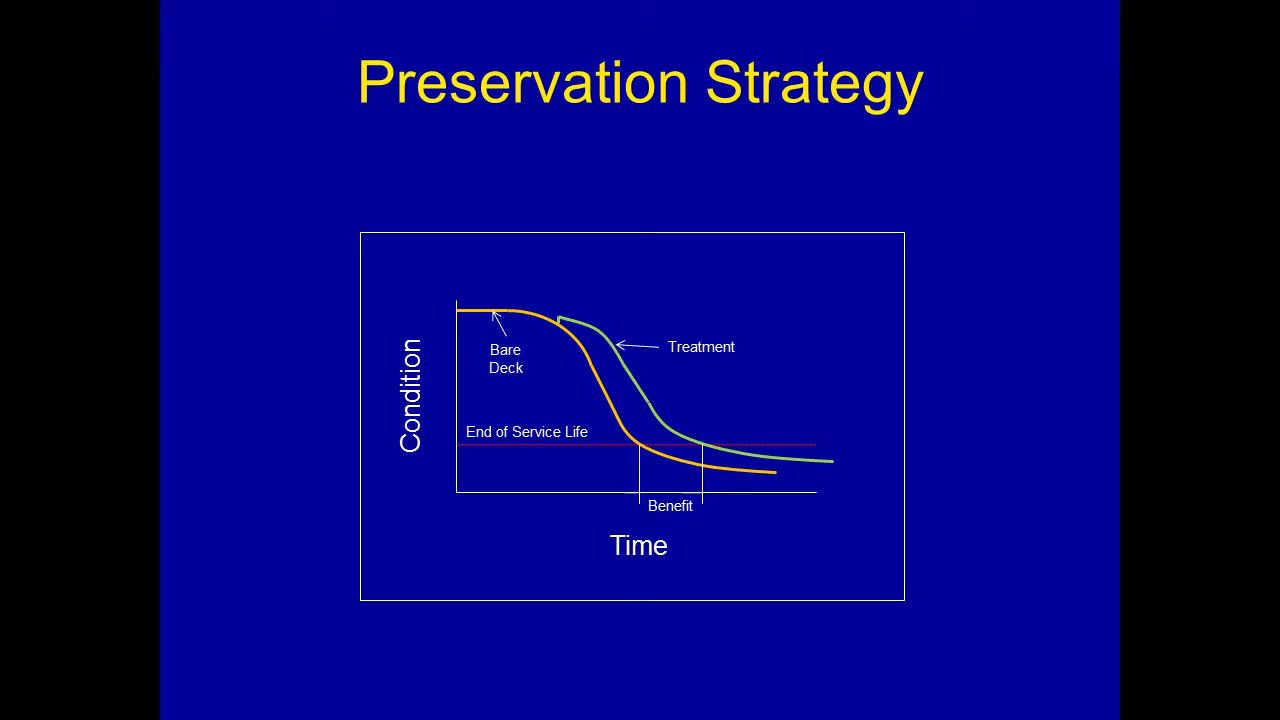 Preservation Strategy
Bare
Deck
Treatment
Condition
End of Service Life
Benefit
Time